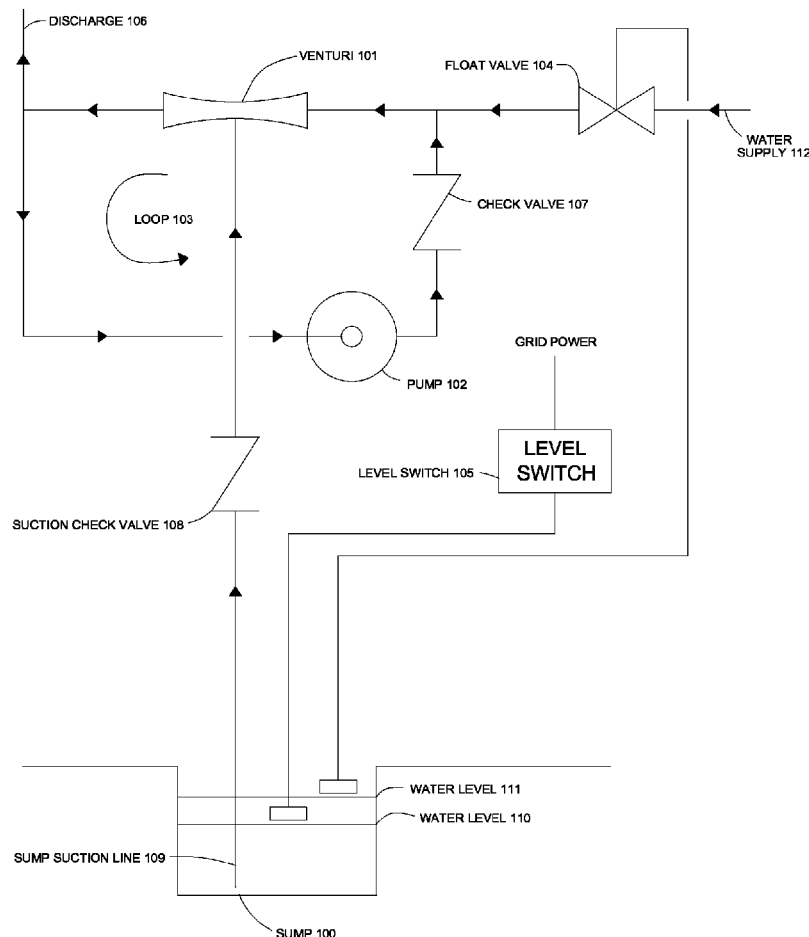 DISCHARGE 106
VENTURI 101
FLOAT VALVE 104
WATER
SUPPLY 112
CHECK VALVE 107
LOOP 103
GRID POWER
PUMP 102
LEVEL
SWITCH
LEVEL SWITCH 105
SUCTION CHECK VALVE 108
WATER LEVEL 111
WATER LEVEL 110
SUMP SUCTION LINE 109
SUMP 100